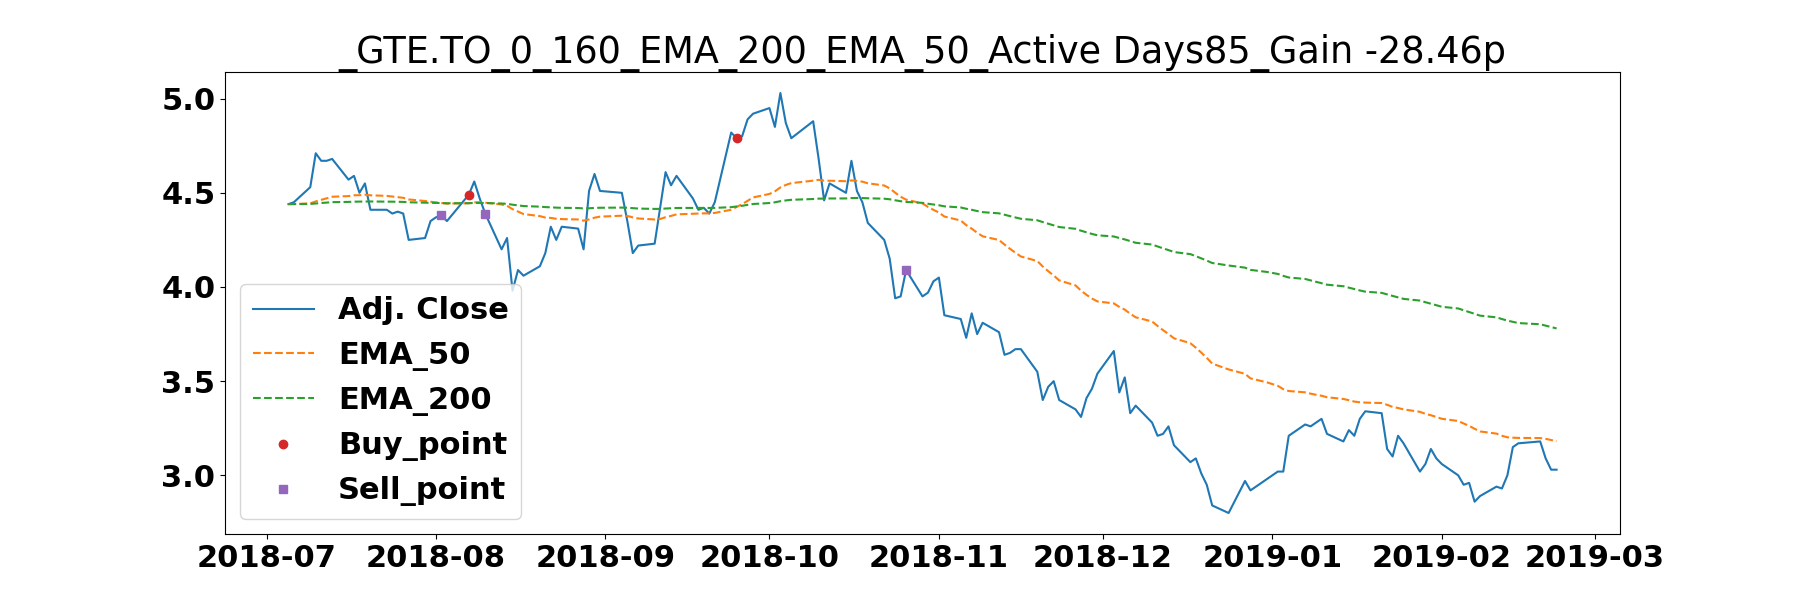 _GTE.TO_0_160_EMA_200_EMA_50_Active Days85_Gain -28.46p
5.0
4.5
4.0
3.5
3.0
Adj. Close
EMA_50
EMA_200
Buy_point
Sell_point
2018-07 2018-08 2018-09 2018-10 2018-11 2018-12 2019-01 2019-02 2019-03